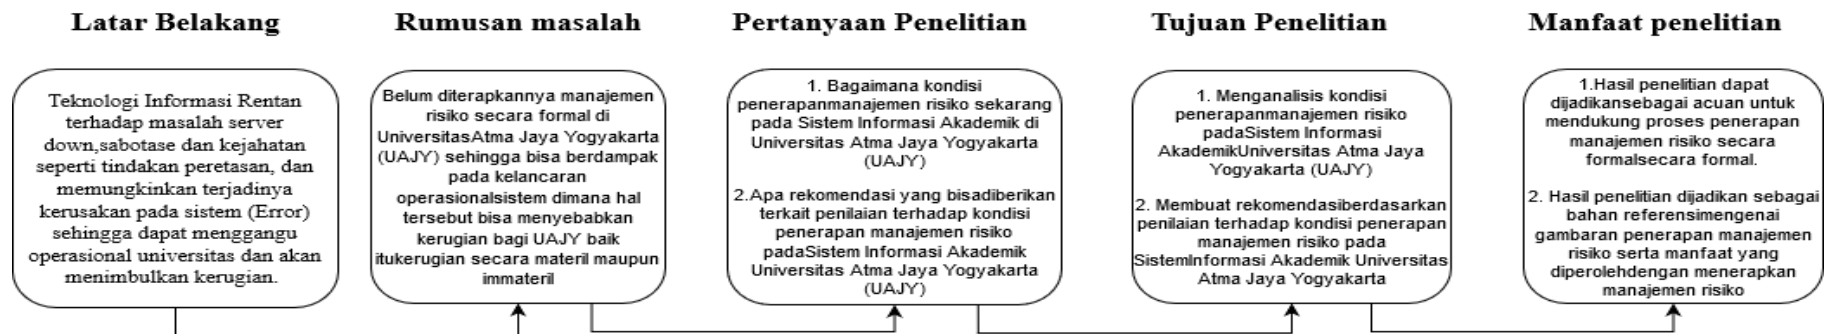 Latar Belakang
Teknologi Informasi Rentan
terhadap masalah server
down,sabotase dan kejahatan
seperti tindakan peretasan, dan
memungkinkan terjadinya
kerusakan pada sistem (Error)
sehingga dapat menggangu
operasional universitas dan akan
menimbulkan kerugian.
Rumusan masalah
Belum diterapkannya manajemen
risiko secara formal di
UniversitasAtma Jaya Yogyakarta
(UAJY) sehingga bisa berdampak
pada kelancaran
operasionalsistem dimana hal
tersebut bisa menyebabkan
kerugian bagi UAJY baik
itukerugian secara materil maupun
immateril
Pertanyaan Penelitian
1. Bagaimana kondisi
penerapanmanajemen risiko sekarang
pada Sistem Informasi Akademik di
Universitas Atma Jaya Yogyakarta
(UAJY)
2.Apa rekomendasi yang bisadiberikan
terkait penilaian terhadap kondisi
penerapan manajemen risiko
padaSistem Informasi Akademik
Universitas Atma Jaya Yogyakarta
(UAJY)
Tujuan Penelitian
1. Menganalisis kondisi
penerapanmanajemen risiko
padaSistem Informasi
AkademikUniversitas Atma Jaya
Yogyakarta (UAJY)
2. Membuat rekomendasiberdasarkan
penilaian terhadap kondisi penerapan
manajemen risiko pada
SistemInformasi Akademik Universitas
Atma Jaya Yogyakarta
Manfaat penelitian
1.Hasil penelitian dapat
dijadikansebagai acuan untuk
mendukung proses penerapan
manajemen risiko secara
formalsecara formal.
2. Hasil penelitian dijadikan sebagai
bahan referensimengenai
gambaran penerapan manajemen
risiko serta manfaat yang
diperolehdengan menerapkan
manajemen risiko